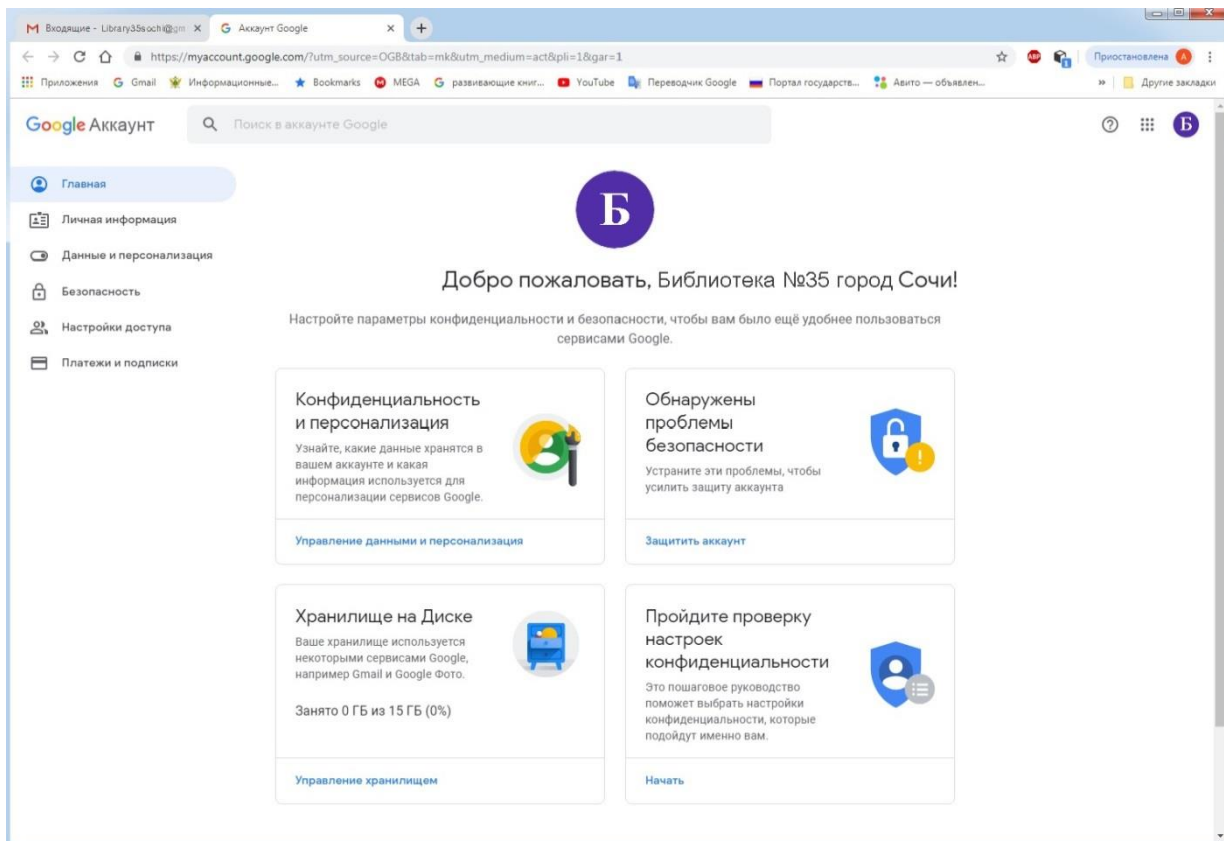 Входящие - Library35sochi@gm
Аккаунт Google
https://myaccount.google.com/?utm_source=OGB&tab=mk&utm_medium=act&pli=1&gar=1
ABP
1
Приостановлена
А
Приложения
Gmail
Информационные...
Bookmarks
MEGA
развивающие книг...
YouTube
Переводчик Google
Портал государств...
Авито — объявлен...
»
Другие закладки
Google Аккаунт
Поиск в аккаунте Google
Б
Главная
Личная информация
Данные и персонализация
Безопасность
Настройки доступа
Платежи и подписки
Б
Добро пожаловать, Библиотека №35 город Сочи!
Настройте параметры конфиденциальности и безопасности, чтобы вам было ещё удобнее пользоваться
сервисами Google.
Конфиденциальность
и персонализация
Узнайте, какие данные хранятся в
вашем аккаунте и какая
информация используется для
персонализации сервисов Google.
Управление данными и персонализация
Обнаружены
проблемы
безопасности
Устраните эти проблемы, чтобы
усилить защиту аккаунта
Защитить аккаунт
Хранилище на Диске
Ваше хранилище используется
некоторыми сервисами Google,
например Gmail и Google Фото.
Занято 0 ГБ из 15 ГБ (0%)
Управление хранилищем
Пройдите проверку
настроек
конфиденциальности
Это пошаговое руководство
поможет выбрать настройки
конфиденциальности, которые
подойдут именно вам.
Начать